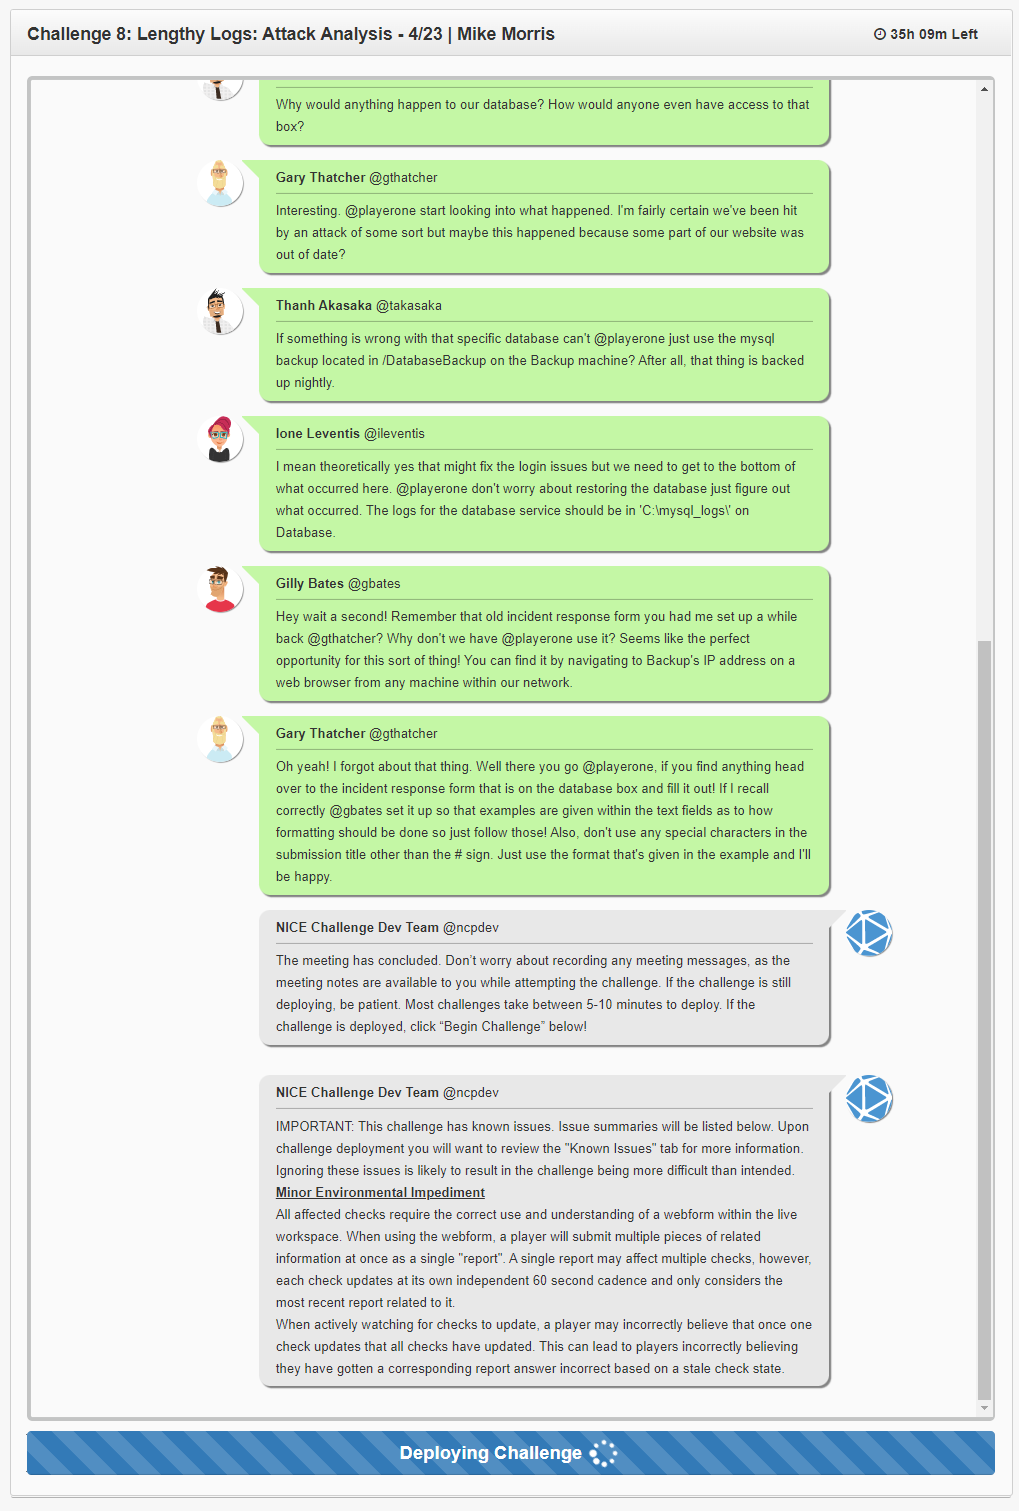 Challenge 8: Lengthy Logs: Attack Analysis - 4/23 | Mike Morris
35h 09m Left
Why would anything happen to our database? How would anyone even have access to that
box?
Gary Thatcher @gthatcher
Interesting. @playerone start looking into what happened. I'm fairly certain we've been hit
by an attack of some sort but maybe this happened because some part of our website was
out of date?
Thanh Akasaka @takasaka
If something is wrong with that specific database can't @playerone just use the mysql
backup located in /DatabaseBackup on the Backup machine? After all, that thing is backed
up nightly.
Ione Leventis @ileventis
I mean theoretically yes that might fix the login issues but we need to get to the bottom of
what occurred here. @playerone don't worry about restoring the database just figure out
what occurred. The logs for the database service should be in 'C:\mysql_logs\' on
Database.
Gilly Bates @gbates
Hey wait a second! Remember that old incident response form you had me set up a while
back @gthatcher? Why don't we have @playerone use it? Seems like the perfect
opportunity for this sort of thing! You can find it by navigating to Backup's IP address on a
web browser from any machine within our network.
Gary Thatcher @gthatcher
Oh yeah! I forgot about that thing. Well there you go @playerone, if you find anything head
over to the incident response form that is on the database box and fill it out! If I recall
correctly @gbates set it up so that examples are given within the text fields as to how
formatting should be done so just follow those! Also, don't use any special characters in the
submission title other than the # sign. Just use the format that's given in the example and I'll
be happy.
NICE Challenge Dev Team @ncpdev
The meeting has concluded. Don't worry about recording any meeting messages, as the
meeting notes are available to you while attempting the challenge. If the challenge is still
deploying, be patient. Most challenges take between 5-10 minutes to deploy. If the
challenge is deployed, click “Begin Challenge” below!
NICE Challenge Dev Team @ncpdev
IMPORTANT: This challenge has known issues. Issue summaries will be listed below. Upon
challenge deployment you will want to review the "Known Issues" tab for more information.
Ignoring these issues is likely to result in the challenge being more difficult than intended.
Minor Environmental Impediment
All affected checks require the correct use and understanding of a webform within the live
workspace. When using the webform, a player will submit multiple pieces of related
information at once as a single "report". A single report may affect multiple checks, however,
each check updates at its own independent 60 second cadence and only considers the
most recent report related to it.
When actively watching for checks to update, a player may incorrectly believe that once one
check updates that all checks have updated. This can lead to players incorrectly believing
they have gotten a corresponding report answer incorrect based on a stale check state.
Deploying Challenge